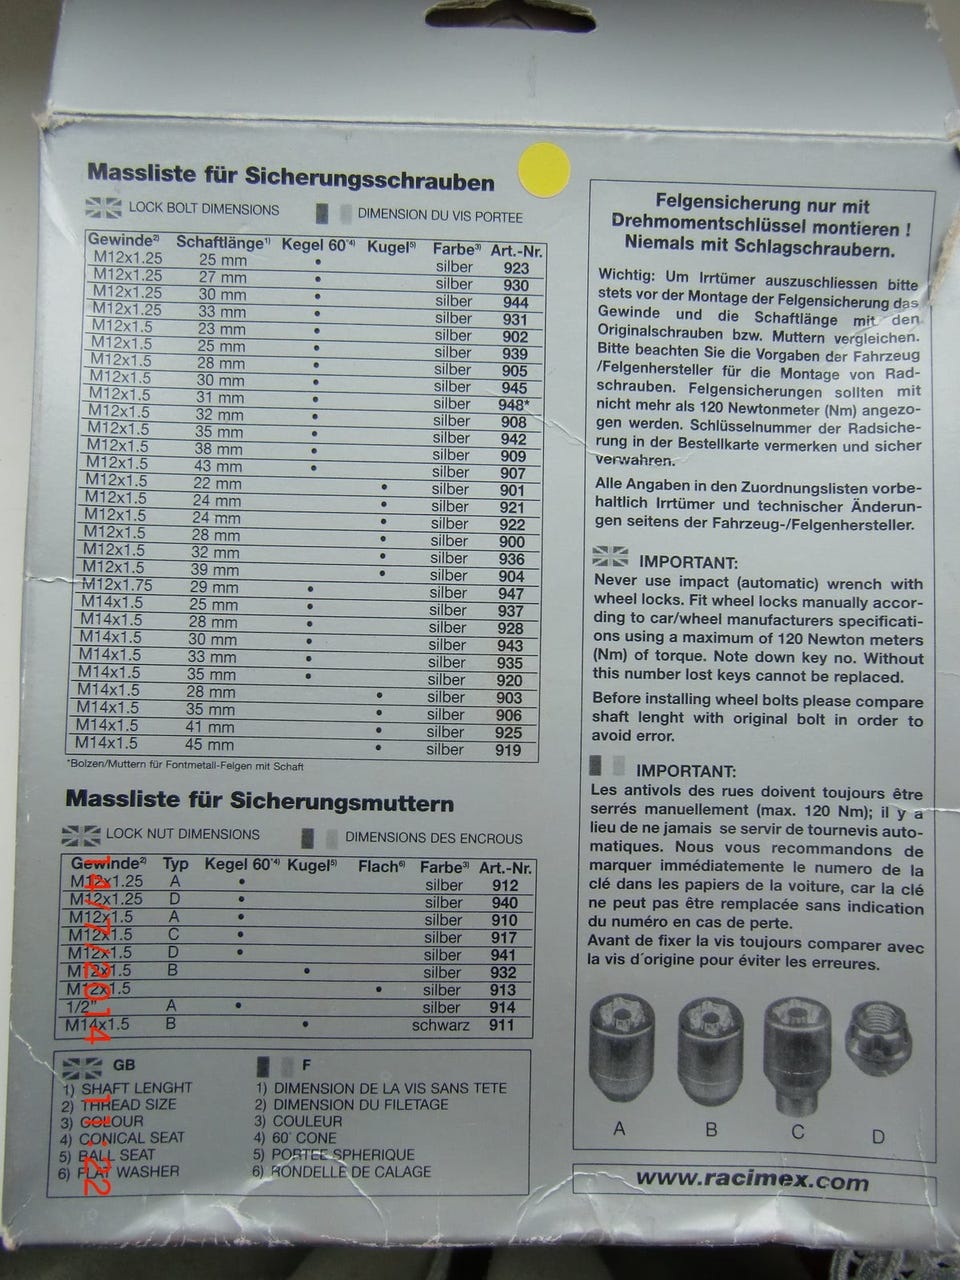 Massliste für Sicherungsschrauben
LOCK BOLT DIMENSIONS DIMENSION DU VIS PORTEE
Gewinde²⁾ Schaftlänge¹⁾ Kegel 60°⁴⁾ Kugel⁵⁾ Farbe³⁾ Art.-Nr.
M12x1.25 25 mm • silber 923
M12x1.25 27 mm • silber 930
M12x1.25 30 mm • silber 944
M12x1.25 33 mm • silber 931
M12x1.5 23 mm • silber 902
M12x1.5 25 mm • silber 939
M12x1.5 28 mm • silber 905
M12x1.5 30 mm • silber 945
M12x1.5 31 mm • silber 948*
M12x1.5 32 mm • silber 908
M12x1.5 35 mm • silber 942
M12x1.5 38 mm • silber 909
M12x1.5 43 mm • silber 907
M12x1.5 22 mm • silber 901
M12x1.5 24 mm • silber 921
M12x1.5 24 mm • silber 922
M12x1.5 28 mm • silber 900
M12x1.5 32 mm • silber 936
M12x1.5 39 mm • silber 904
M12x1.75 29 mm • silber 947
M14x1.5 25 mm • silber 937
M14x1.5 28 mm • silber 928
M14x1.5 30 mm • silber 943
M14x1.5 33 mm • silber 935
M14x1.5 35 mm • silber 920
M14x1.5 28 mm • silber 903
M14x1.5 35 mm • silber 906
M14x1.5 41 mm • silber 925
M14x1.5 45 mm • silber 919
*Bolzen/Muttern für Fontmetall-Felgen mit Schaft
Massliste für Sicherungsmuttern
LOCK NUT DIMENSIONS DIMENSIONS DES ENCROUS
Gewinde²⁾ Typ Kegel 60°⁴⁾ Kugel⁵⁾ Flach⁶⁾ Farbe³⁾ Art.-Nr.
M12x1.25 A • silber 912
M12x1.25 D • silber 940
M12x1.5 A • silber 910
M12x1.5 C • silber 917
M12x1.5 D • silber 941
M12x1.5 B • silber 932
M12x1.5 • silber 913
1/2" A • silber 914
M14x1.5 B • schwarz 911
GB
1) SHAFT LENGHT
2) THREAD SIZE
3) COLOUR
4) CONICAL SEAT
5) BALL SEAT
6) FLAT WASHER
F
1) DIMENSION DE LA VIS SANS TETE
2) DIMENSION DU FILETAGE
3) COULEUR
4) 60° CONE
5) PORTEE SPHERIQUE
6) RONDELLE DE CALAGE
Felgensicherung nur mit
Drehmomentschlüssel montieren !
Niemals mit Schlagschraubern.
Wichtig: Um Irrtümer auszuschliessen bitte
stets vor der Montage der Felgensicherung das
Gewinde und die Schaftlänge mit den
Originalschrauben bzw. Muttern vergleichen.
Bitte beachten Sie die Vorgaben der Fahrzeug
/Felgenhersteller für die Montage von Rad-
schrauben. Felgensicherungen sollten mit
nicht mehr als 120 Newtonmeter (Nm) angezo-
gen werden. Schlüsselnummer der Radsiche-
rung in der Bestellkarte vermerken und sicher
verwahren.
Alle Angaben in den Zuordnungslisten vorbe-
haltlich Irrtümer und technischer Änderun-
gen seitens der Fahrzeug-/Felgenhersteller.
IMPORTANT:
Never use impact (automatic) wrench with
wheel locks. Fit wheel locks manually accor-
ding to car/wheel manufacturers specificati-
ons using a maximum of 120 Newton meters
(Nm) of torque. Note down key no. Without
this number lost keys cannot be replaced.
Before installing wheel bolts please compare
shaft lenght with original bolt in order to
avoid error.
IMPORTANT:
Les antivols des rues doivent toujours être
serrés manuellement (max. 120 Nm); il y a
lieu de ne jamais se servir de tournevis auto-
matiques. Nous vous recommandons de
marquer immédiatement le numero de la
clé dans les papiers de la voiture, car la clé
ne peut pas être remplacée sans indication
du numéro en cas de perte.
Avant de fixer la vis toujours comparer avec
la vis d´origine pour éviter les erreures.
A B C D
www.racimex.com
14/7/2014 11:22